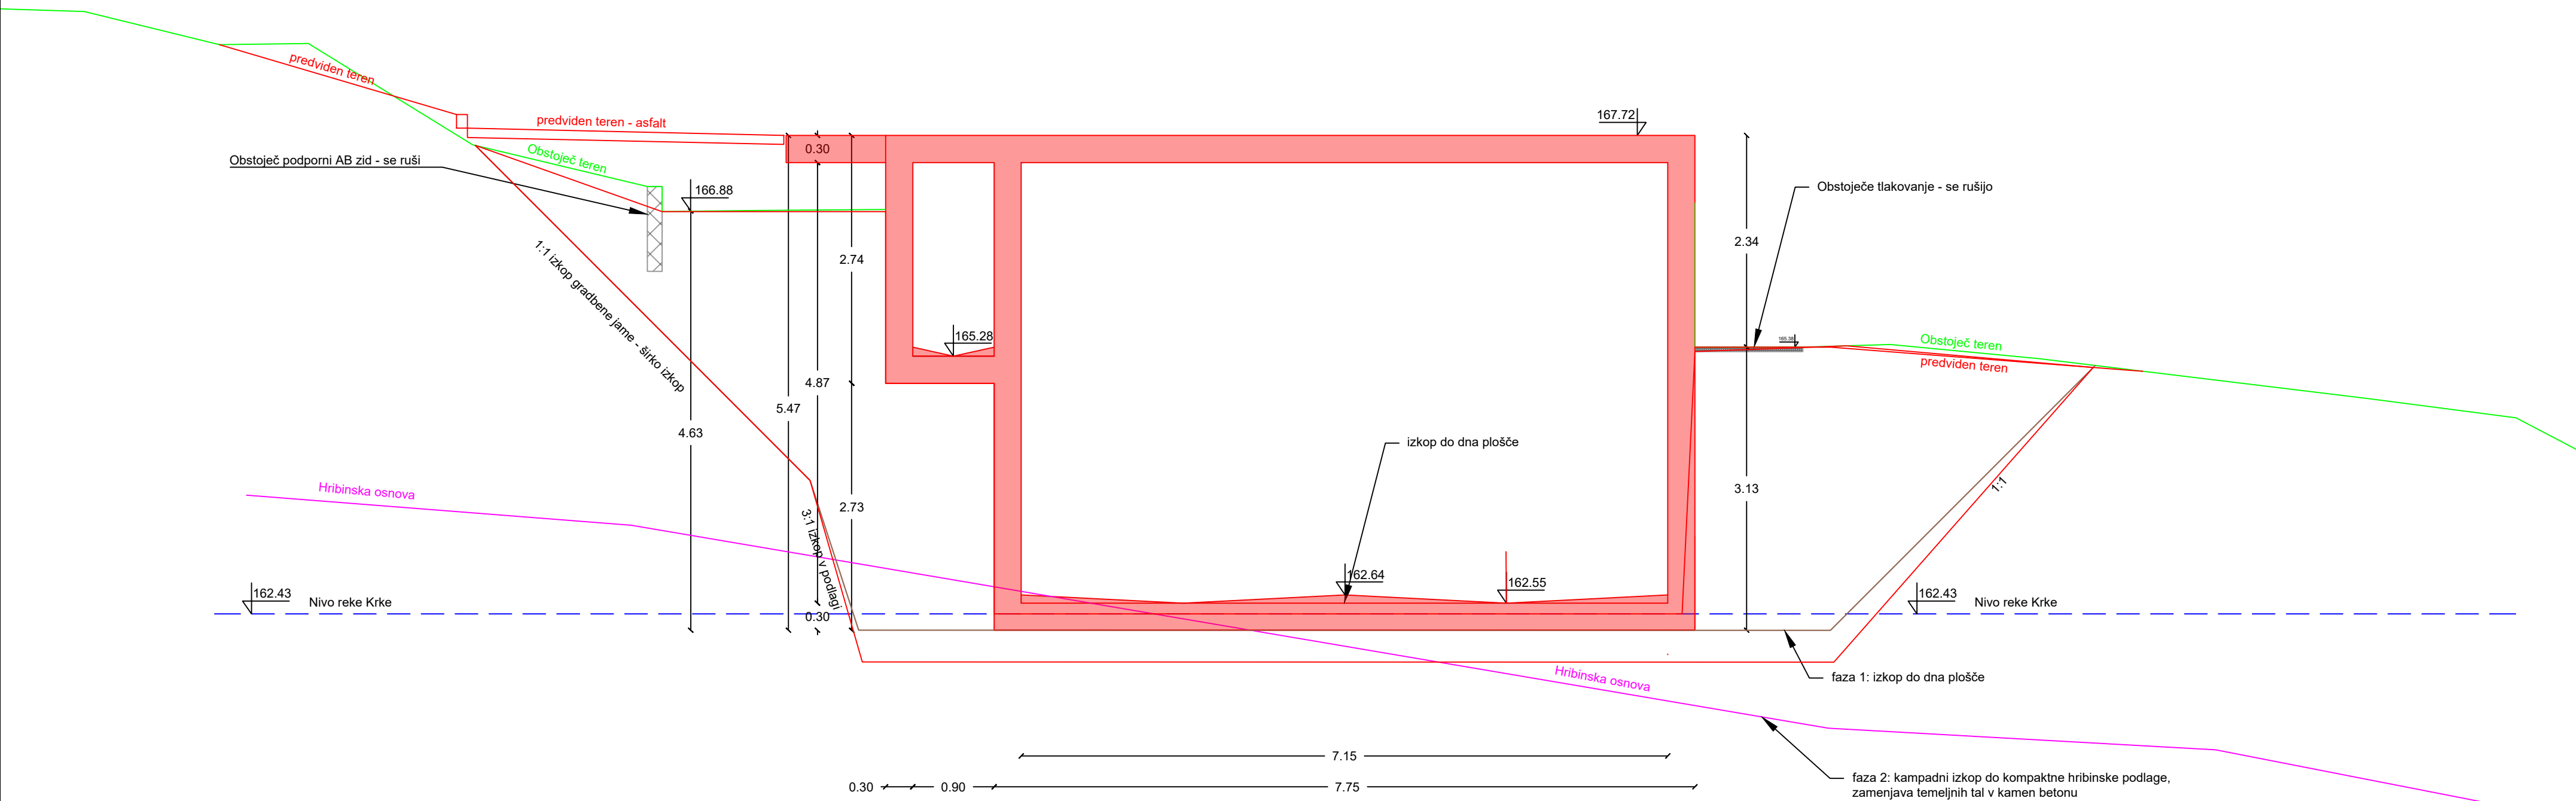 predviden teren
predviden teren - asfalt
167.72
0.30
Obstoječ teren
Obstoječ podporni AB zid - se ruši
166.88
Obstoječe tlakovanje - se rušijo
2.34
2.74
1:1 izkop gradbene jame - širko izkop
165.28
165.38
Obstoječ teren
predviden teren
4.87
5.47
4.63
izkop do dna plošče
Hribinska osnova
3:1 izkop v podlagi
2.73
3.13
1:1
162.64
162.55
162.43
Nivo reke Krke
0.30
162.43
Nivo reke Krke
Hribinska osnova
faza 1: izkop do dna plošče
7.15
0.30
0.90
7.75
faza 2: kampadni izkop do kompaktne hribinske podlage,
zamenjava temeljnih tal v kamen betonu